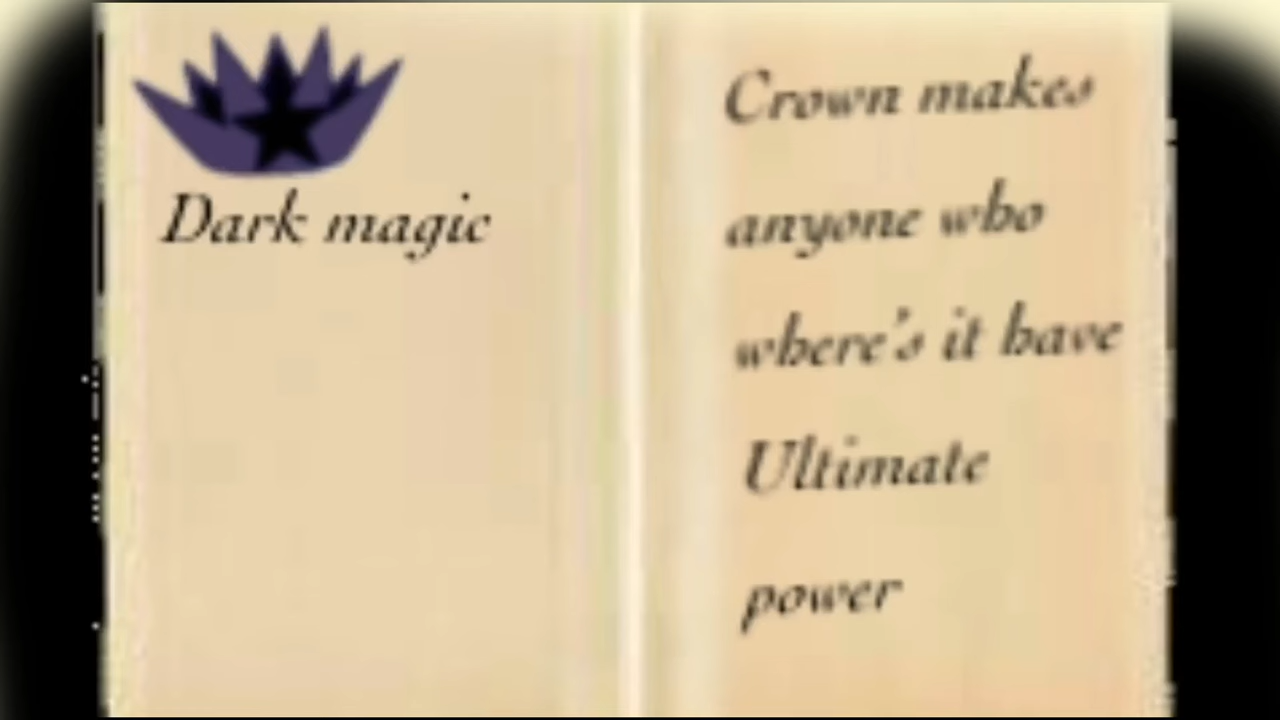 Dark magic
Crown makes
anyone who
where's it have
Ultimate
power